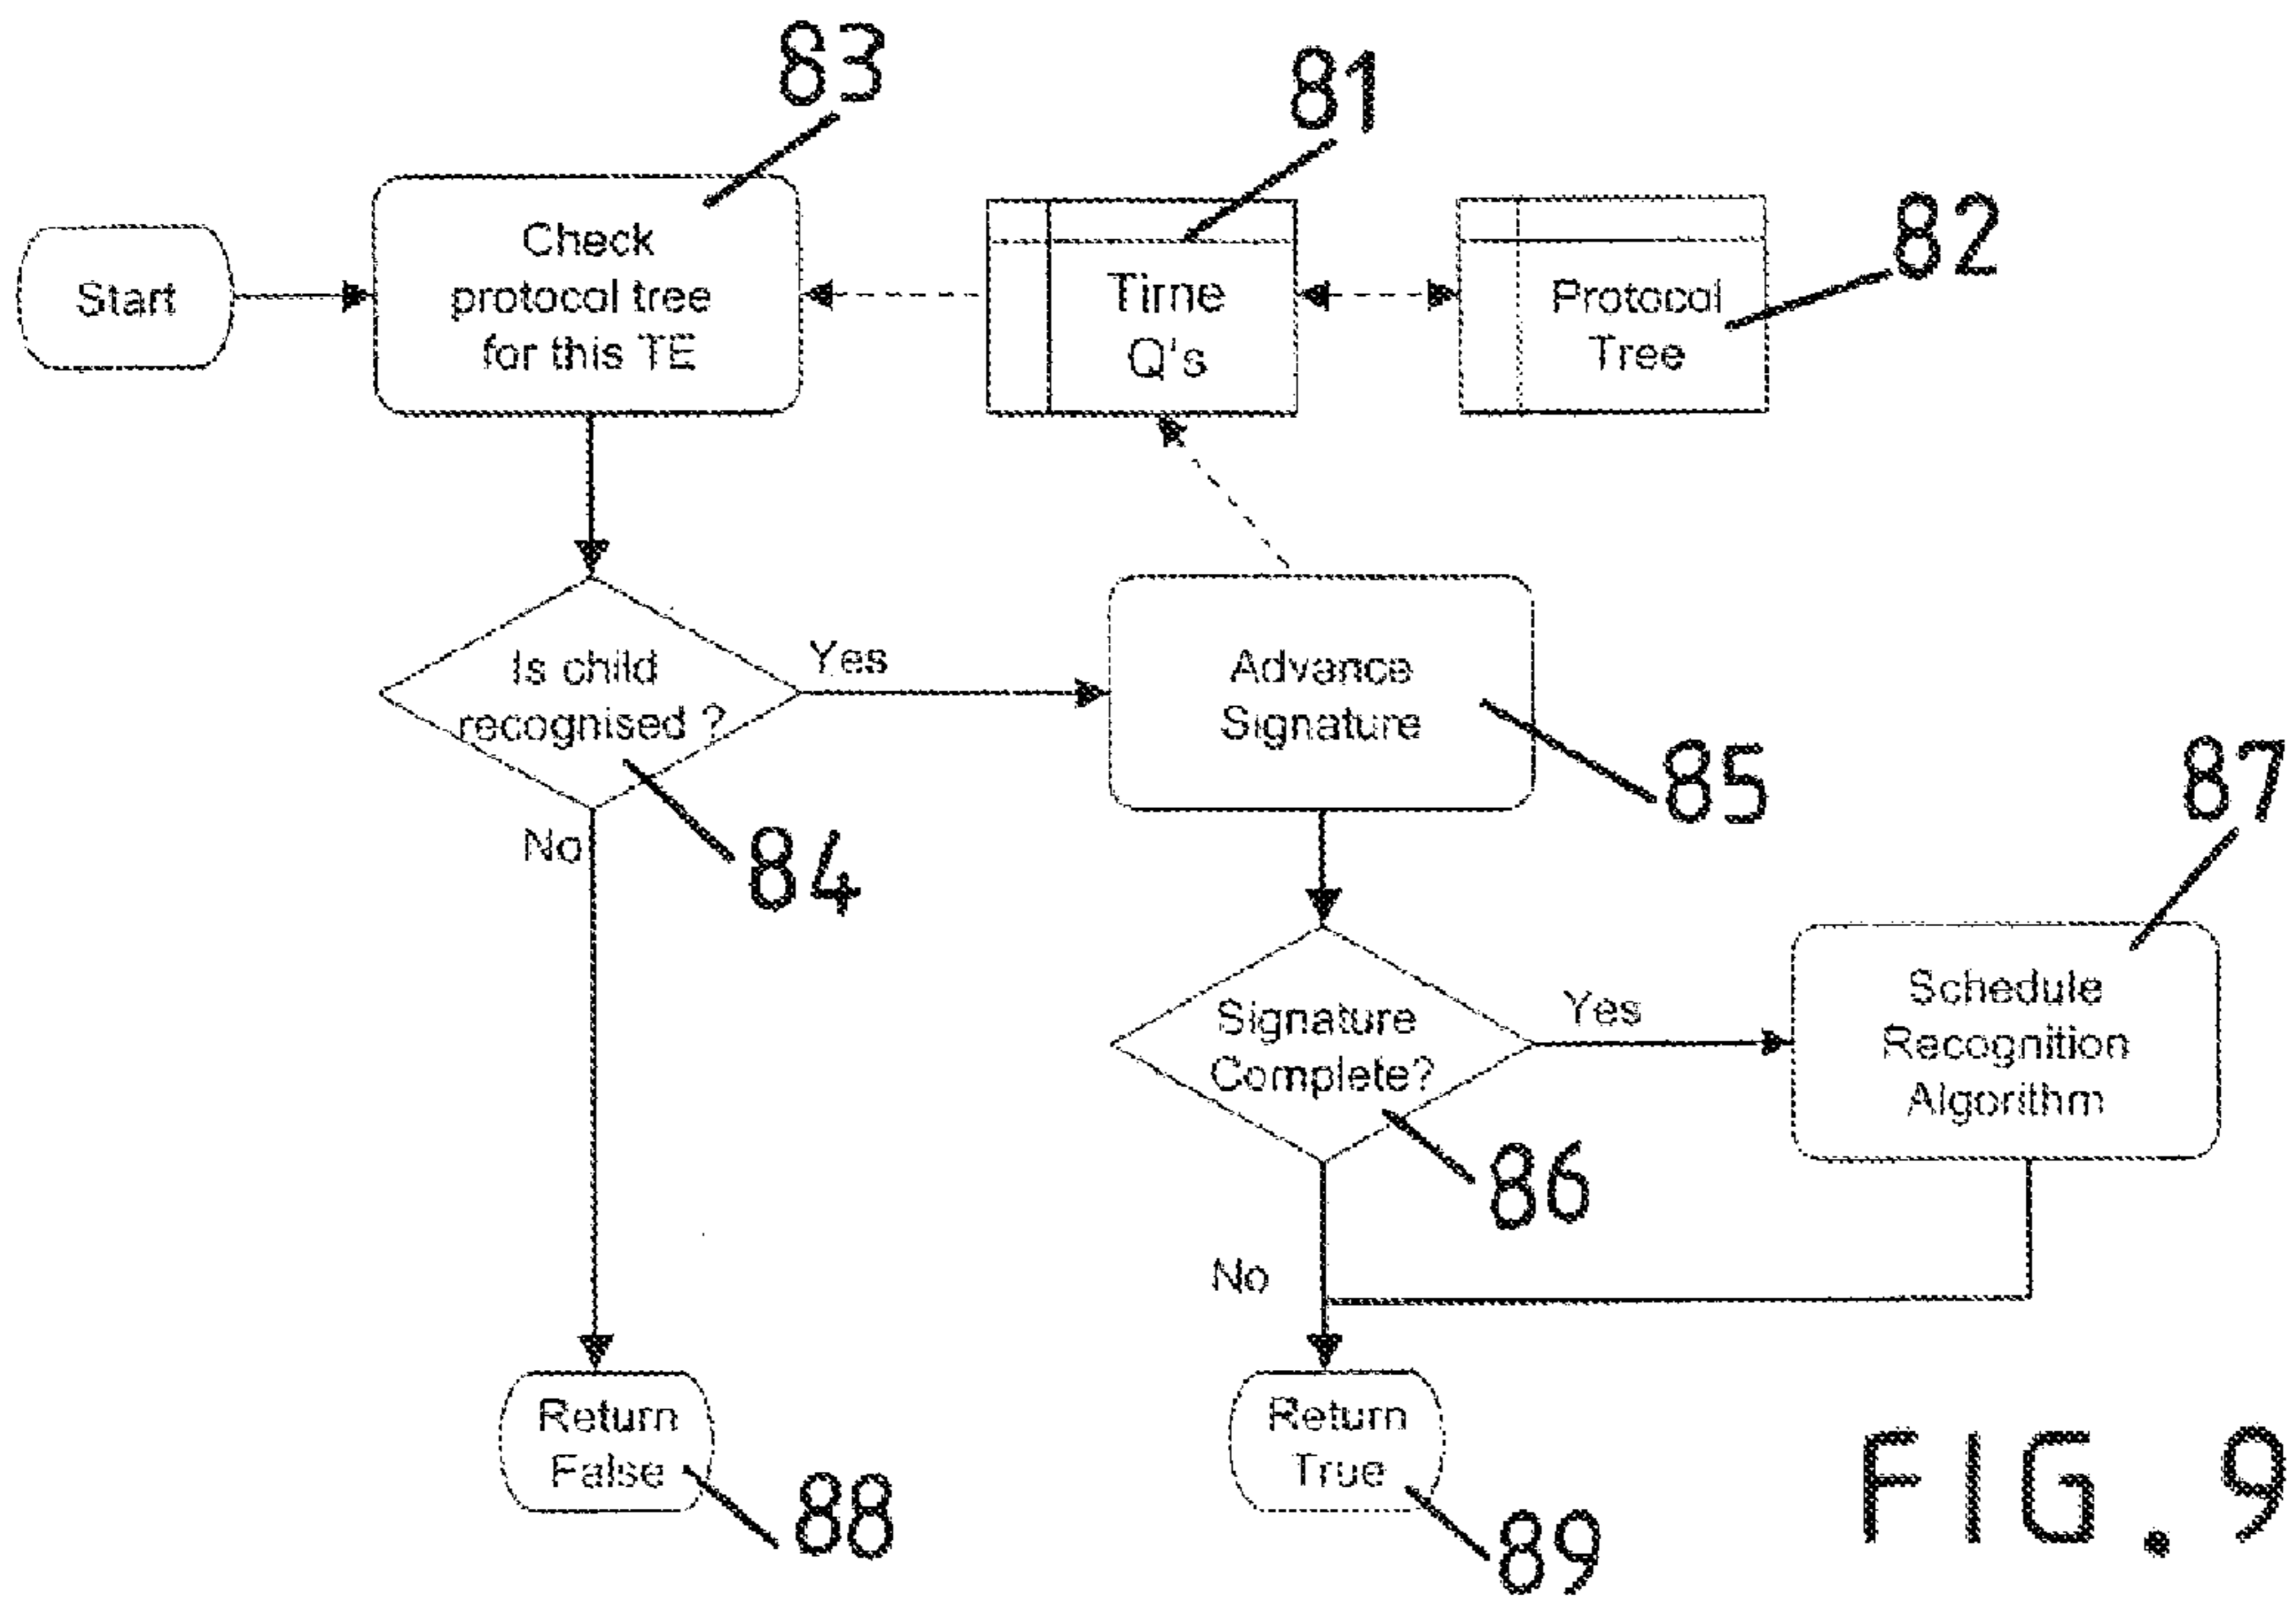 83
81
82
Start
Check
protocol tree
for this TE
Time
Q's
Protocol
Tree
Is child
recognised ?
Yes
Advance
Signature
85
87
No
84
Signature
Complete?
Yes
Schedule
Recognition
Algorithm
86
No
Return
False
88
Return
True
89
FIG. 9